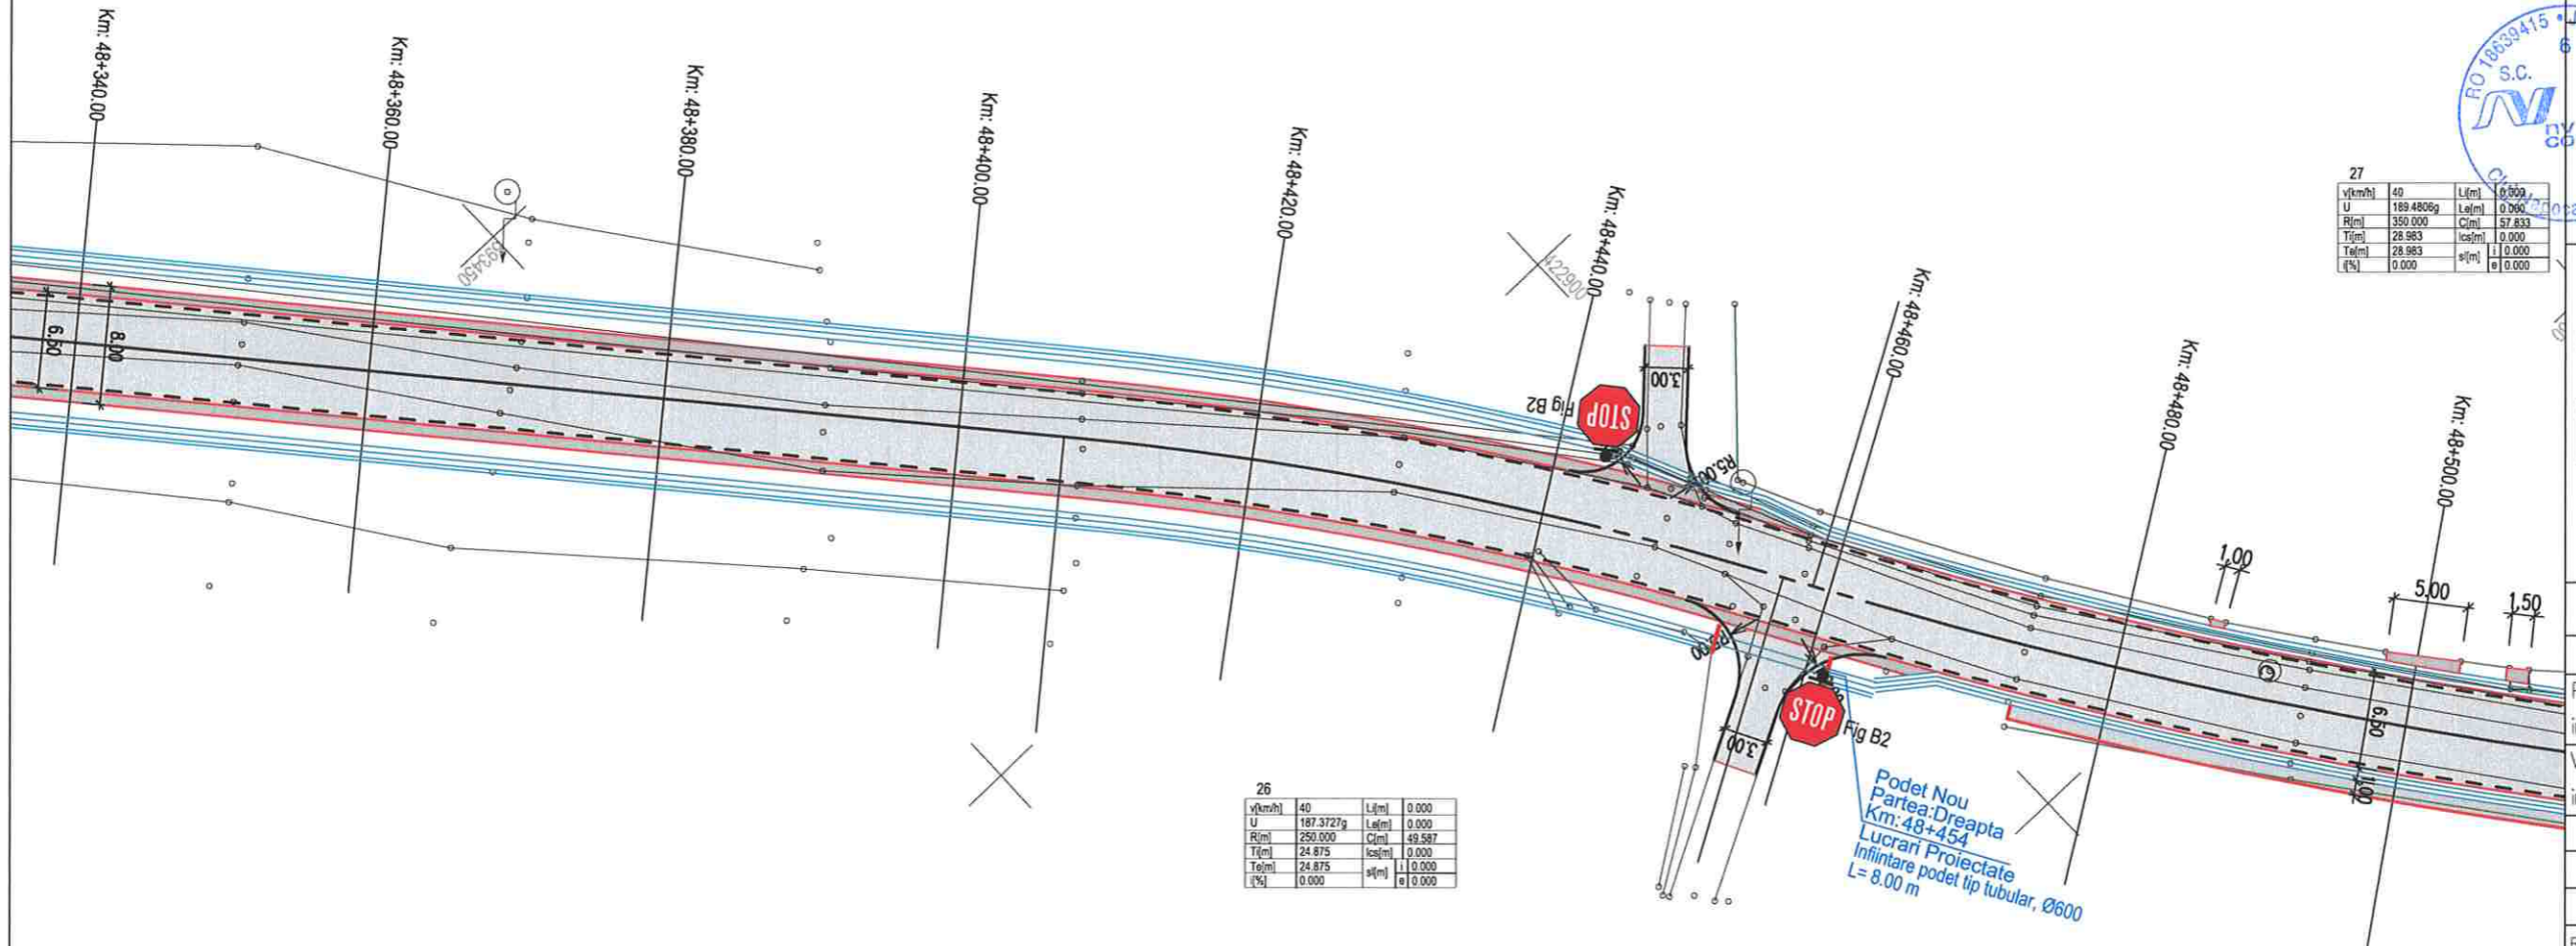 Km: 48+340.00
Km: 48+360.00
Km: 48+380.00
Km: 48+400.00
Km: 48+420.00
Km: 48+440.00
Km: 48+460.00
Km: 48+480.00
Km: 48+500.00
RO 18639415
S.C.
27
v[km/h] 40 Li[m] 0.000
U 189.4806g Le[m] 0.000
R[m] 350.000 C[m] 57.833
Ti[m] 28.983 lcs[m] 0.000
Te[m] 28.983 sl[m] i 0.000
i[%] 0.000 e 0.000
593450
422900
6.50
8.00
Fig B2
STOP
3.00
R5.00
1,00
5,00
1,50
6.50
1.00
3.00
STOP
Fig B2
Podet Nou
Partea:Dreapta
Km:48+454
Lucrari Proiectate
Infiintare podet tip tubular, Ø600
L= 8.00 m
26
v[km/h] 40 Li[m] 0.000
U 187.3727g Le[m] 0.000
R[m] 250.000 C[m] 49.587
Ti[m] 24.875 lcs[m] 0.000
Te[m] 24.875 sl[m] i 0.000
i[%] 0.000 e 0.000